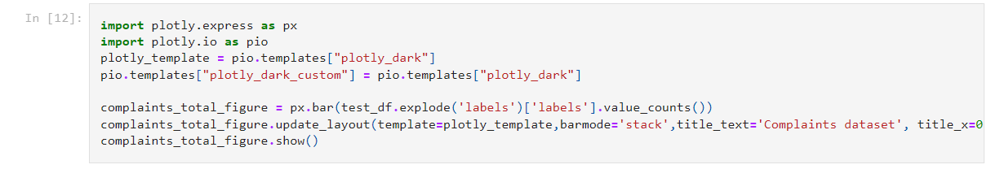 In [12]:
import plotly.express as px
import plotly.io as pio
plotly_template = pio.templates["plotly_dark"]
pio.templates["plotly_dark_custom"] = pio.templates["plotly_dark"]
complaints_total_figure = px.bar(test_df.explode('labels')['labels'].value_counts())
complaints_total_figure.update_layout(template=plotly_template,barmode='stack',title_text='Complaints dataset', title_x=0
complaints_total_figure.show()